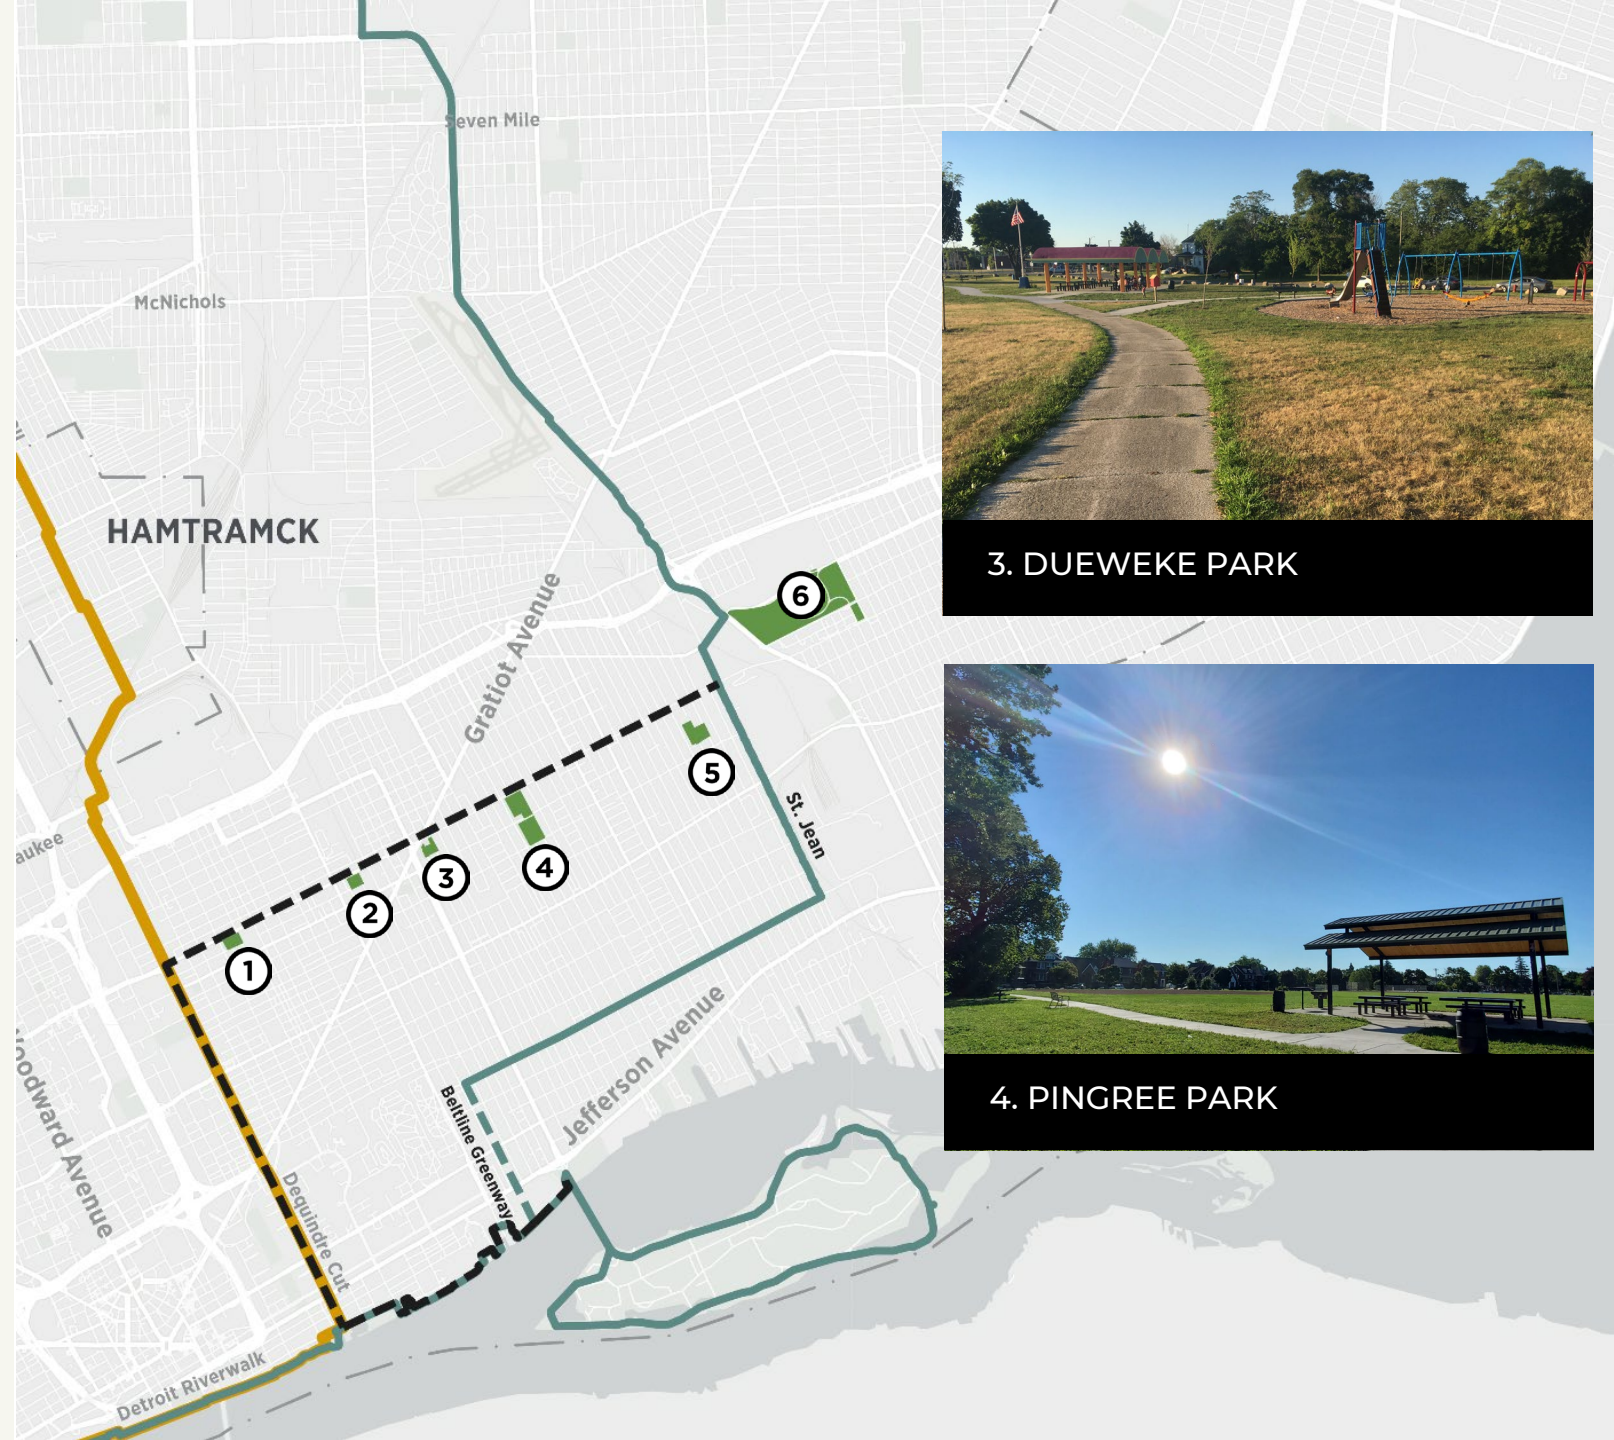 Seven Mile
McNichols
HAMTRAMCK
Gratiot Avenue
6
5
4
3
2
1
St. Jean
aukee
oodward Avenue
Jefferson Avenue
Beltline Greenway
Dequindre Cut
Detroit Riverwalk
3. DUEWEKE PARK
4. PINGREE PARK